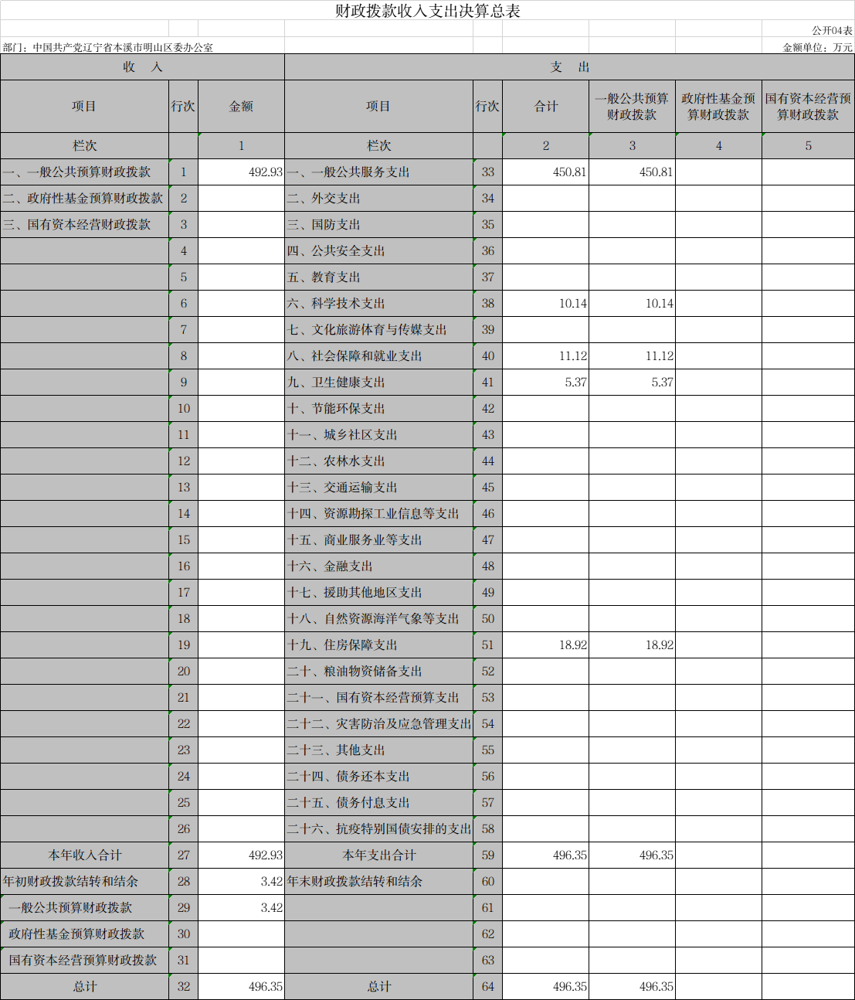 财政拨款收入支出决算总表
公开04表
部门：中国共产党辽宁省本溪市明山区委办公室 金额单位：万元
收 入 支 出
项目 行次 金额 项目 行次 合计 一般公共预算财政拨款 政府性基金预算财政拨款 国有资本经营预算财政拨款
栏次 1 栏次 2 3 4 5
一、一般公共预算财政拨款 1 492.93 一、一般公共服务支出 33 450.81 450.81
二、政府性基金预算财政拨款 2 二、外交支出 34
三、国有资本经营财政拨款 3 三、国防支出 35
4 四、公共安全支出 36
5 五、教育支出 37
6 六、科学技术支出 38 10.14 10.14
7 七、文化旅游体育与传媒支出 39
8 八、社会保障和就业支出 40 11.12 11.12
9 九、卫生健康支出 41 5.37 5.37
10 十、节能环保支出 42
11 十一、城乡社区支出 43
12 十二、农林水支出 44
13 十三、交通运输支出 45
14 十四、资源勘探工业信息等支出 46
15 十五、商业服务业等支出 47
16 十六、金融支出 48
17 十七、援助其他地区支出 49
18 十八、自然资源海洋气象等支出 50
19 十九、住房保障支出 51 18.92 18.92
20 二十、粮油物资储备支出 52
21 二十一、国有资本经营预算支出 53
22 二十二、灾害防治及应急管理支出 54
23 二十三、其他支出 55
24 二十四、债务还本支出 56
25 二十五、债务付息支出 57
26 二十六、抗疫特别国债安排的支出 58
本年收入合计 27 492.93 本年支出合计 59 496.35 496.35
年初财政拨款结转和结余 28 3.42 年末财政拨款结转和结余 60
一般公共预算财政拨款 29 3.42 61
政府性基金预算财政拨款 30 62
国有资本经营预算财政拨款 31 63
总计 32 496.35 总计 64 496.35 496.35